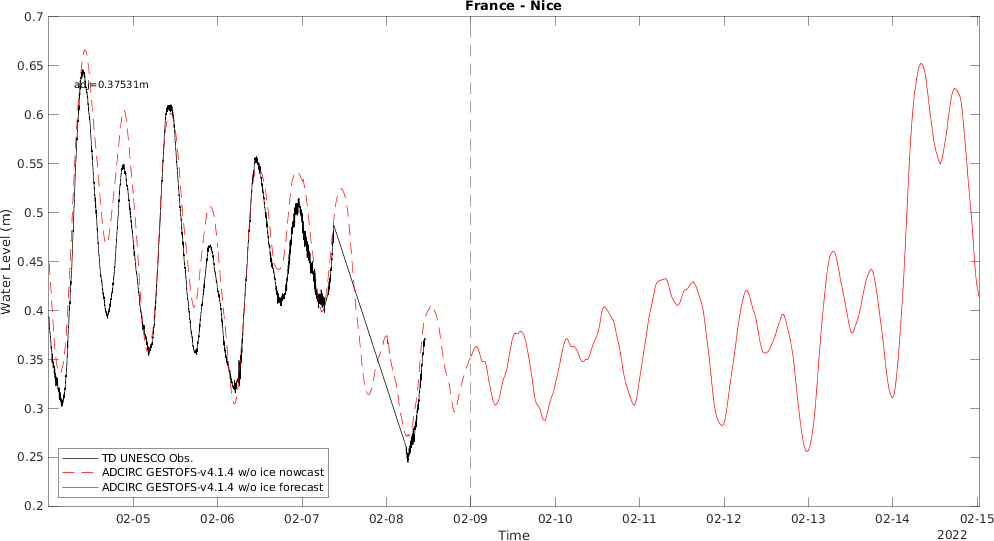 France - Nice
0.7
0.65
adj=0.37531m
0.6
0.55
0.5
0.45
0.4
0.35
0.3
0.25
0.2
Water Level (m)
TD UNESCO Obs.
ADCIRC GESTOFS-v4.1.4 w/o ice nowcast
ADCIRC GESTOFS-v4.1.4 w/o ice forecast
02-05 02-06 02-07 02-08 02-09 02-10 02-11 02-12 02-13 02-14 02-15
Time
2022